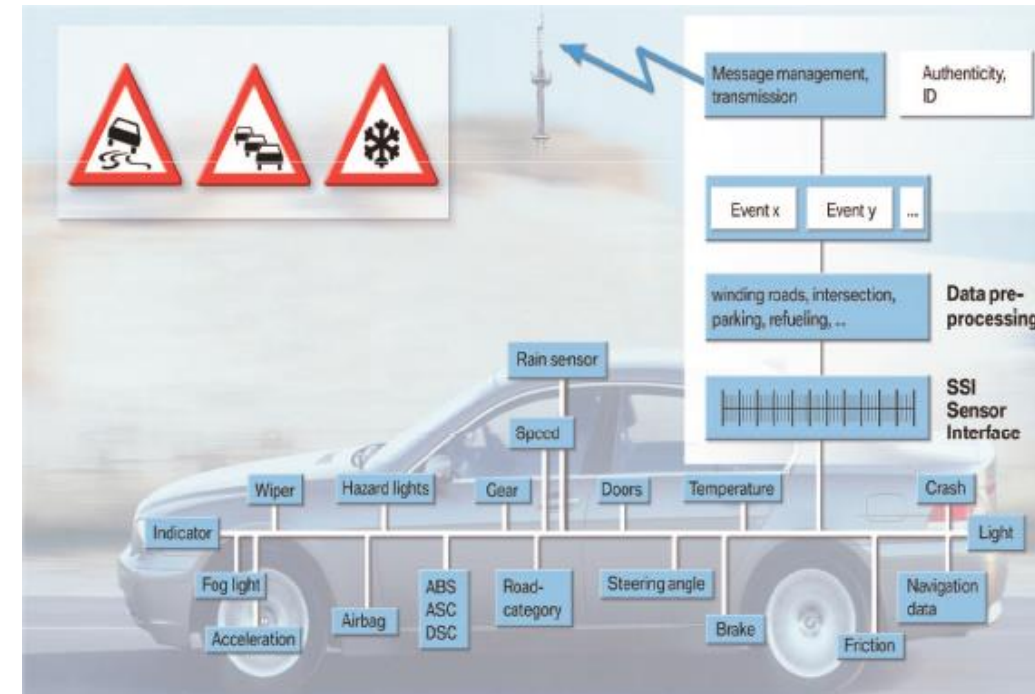 Message management,
transmission
Authenticity,
ID
Event x
Event y
...
winding roads, intersection,
parking, refueling, ...
Data pre-
processing
SSI
Sensor
Interface
Rain sensor
Speed
Wiper
Hazard lights
Gear
Doors
Temperature
Crash
Indicator
Light
Fog light
Acceleration
Airbag
ABS
ASC
DSC
Road-
category
Steering angle
Brake
Friction
Navigation
data